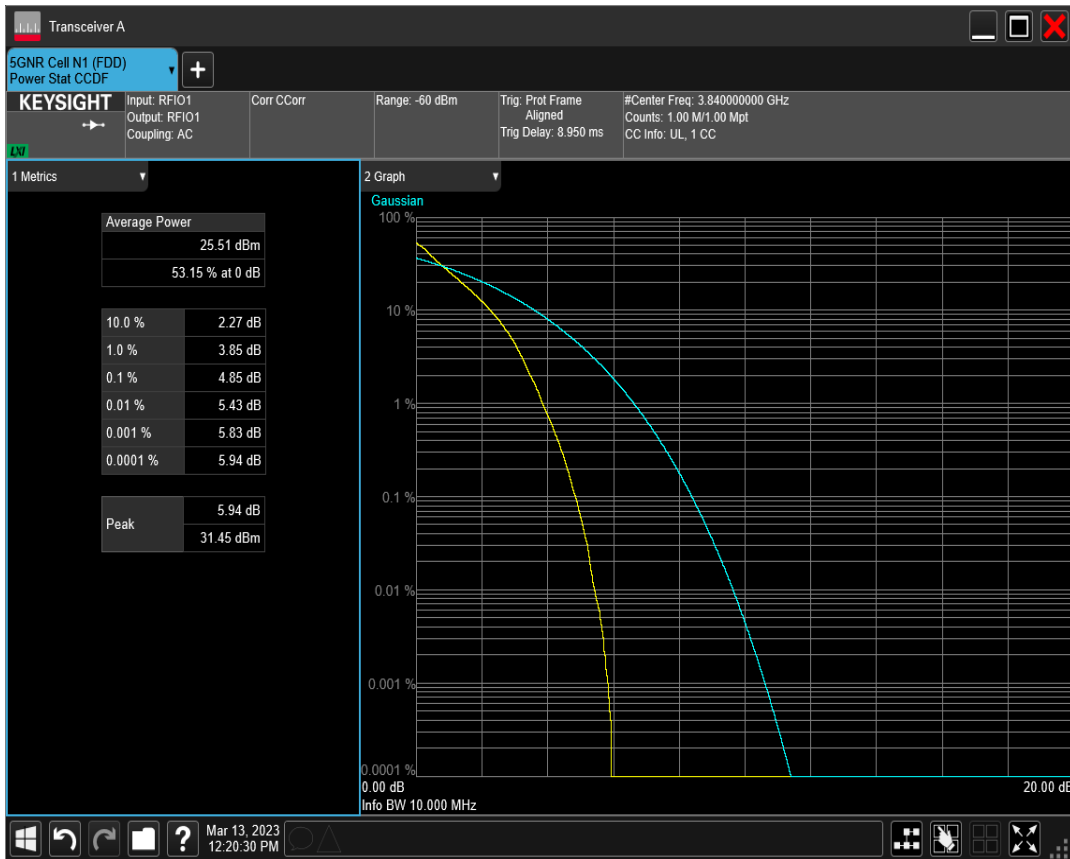 Transceiver A
5GNR Cell N1 (FDD)
Power Stat CCDF
KEYSIGHT
LXI
Input: RFIO1
Output: RFIO1
Coupling: AC
Corr CCorr
Range: -60 dBm
Trig: Prot Frame
Aligned
Trig Delay: 8.950 ms
#Center Freq: 3.840000000 GHz
Counts: 1.00 M/1.00 Mpt
CC Info: UL, 1 CC
1 Metrics
Average Power
25.51 dBm
53.15 % at 0 dB
10.0 % 2.27 dB
1.0 % 3.85 dB
0.1 % 4.85 dB
0.01 % 5.43 dB
0.001 % 5.83 dB
0.0001 % 5.94 dB
Peak
5.94 dB
31.45 dBm
2 Graph
Gaussian
100 %
10 %
1 %
0.1 %
0.01 %
0.001 %
0.0001 %
0.00 dB
20.00 dB
Info BW 10.000 MHz
?
Mar 13, 2023
12:20:30 PM